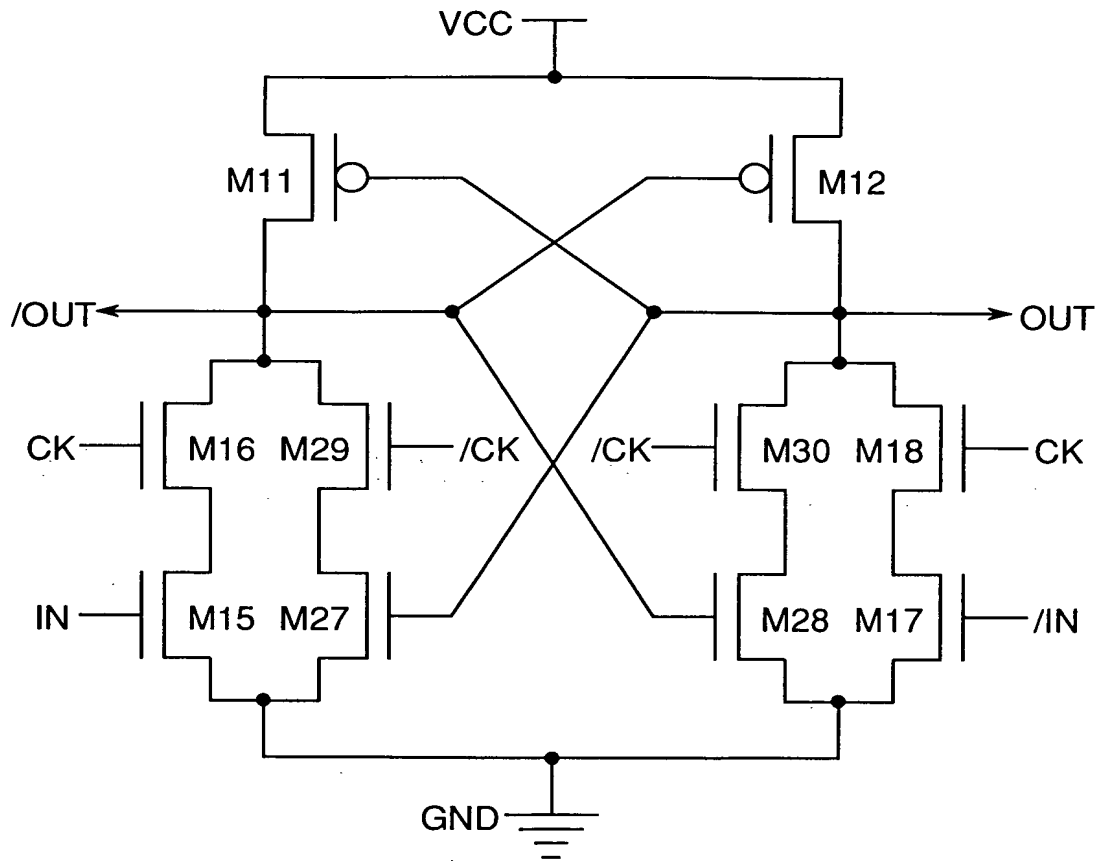 VCC
M11 M12
/OUT OUT
CK M16 M29 /CK /CK M30 M18 CK
IN M15 M27 M28 M17 /IN
GND